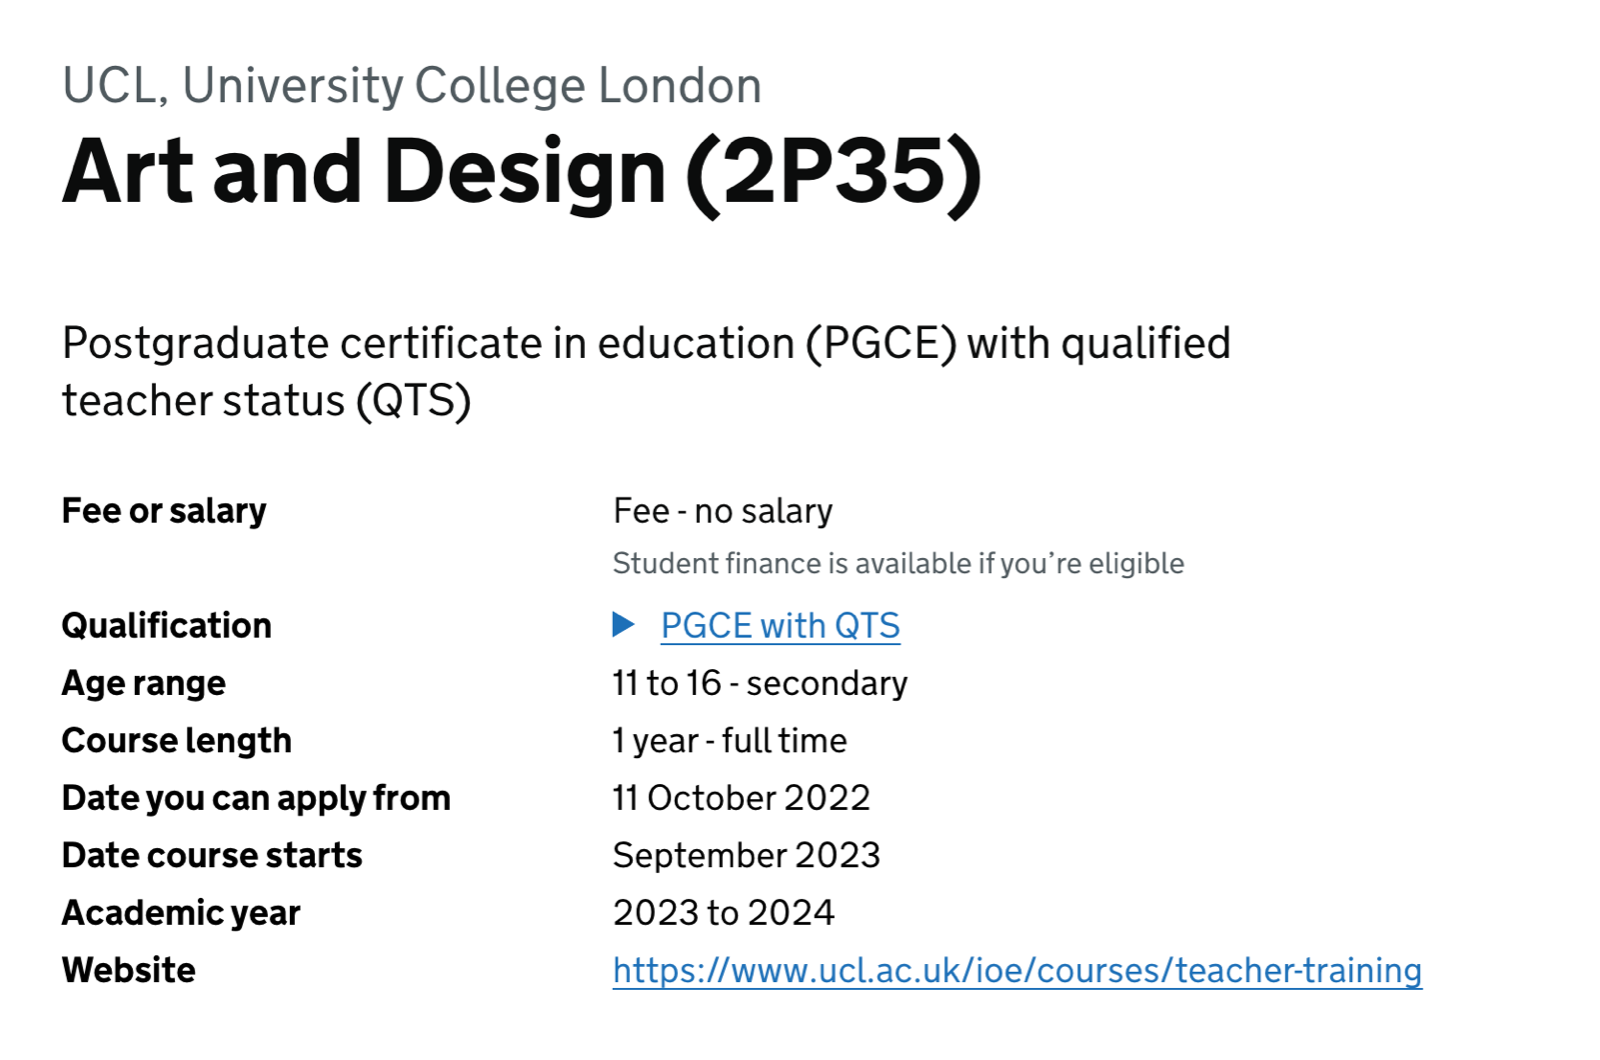 UCL, University College London
Art and Design (2P35)
Postgraduate certificate in education (PGCE) with qualified
teacher status (QTS)
Fee or salary Fee - no salary
Student finance is available if you’re eligible
Qualification PGCE with QTS
Age range 11 to 16 - secondary
Course length 1 year - full time
Date you can apply from 11 October 2022
Date course starts September 2023
Academic year 2023 to 2024
Website https://www.ucl.ac.uk/ioe/courses/teacher-training